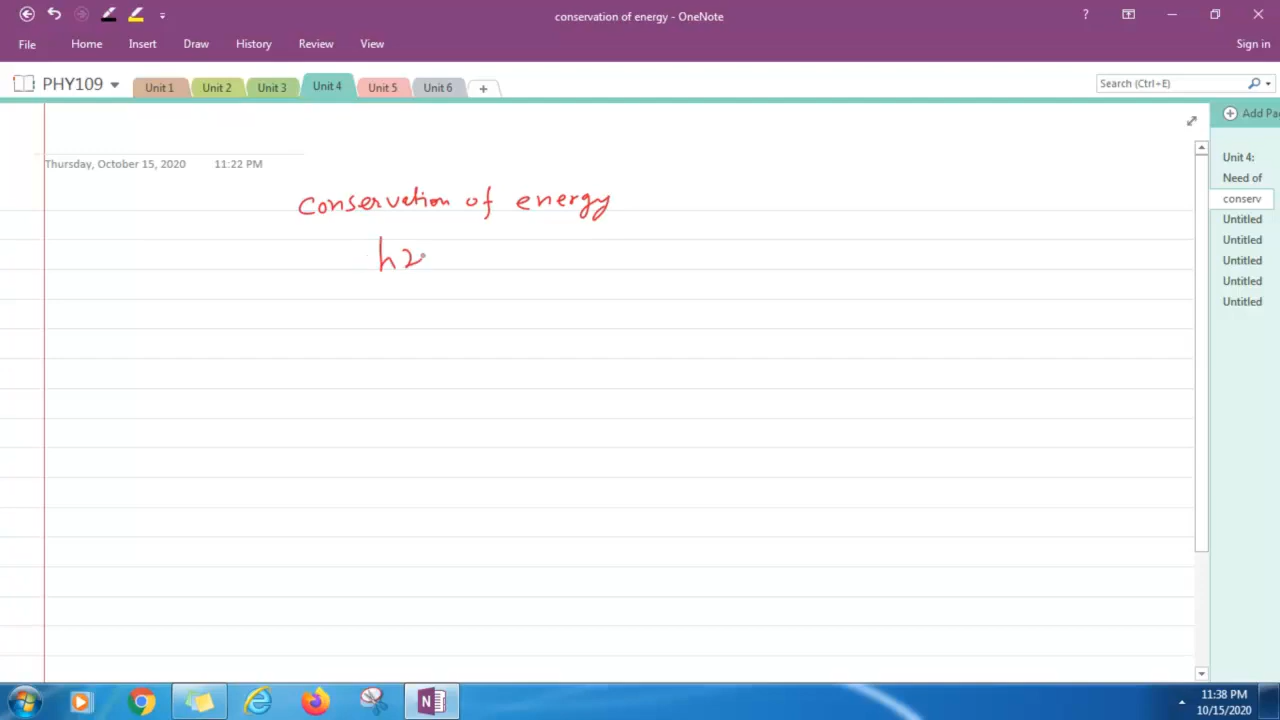 conservation of energy - OneNote
?
File Home Insert Draw History Review View
Sign in
PHY109 Unit 1 Unit 2 Unit 3 Unit 4 Unit 5 Unit 6 +
Search (Ctrl+E)
Add Pa
Thursday, October 15, 2020 11:22 PM
conservation of energy
h2
Unit 4:
Need of
conserv
Untitled
Untitled
Untitled
Untitled
Untitled
11:38 PM
10/15/2020